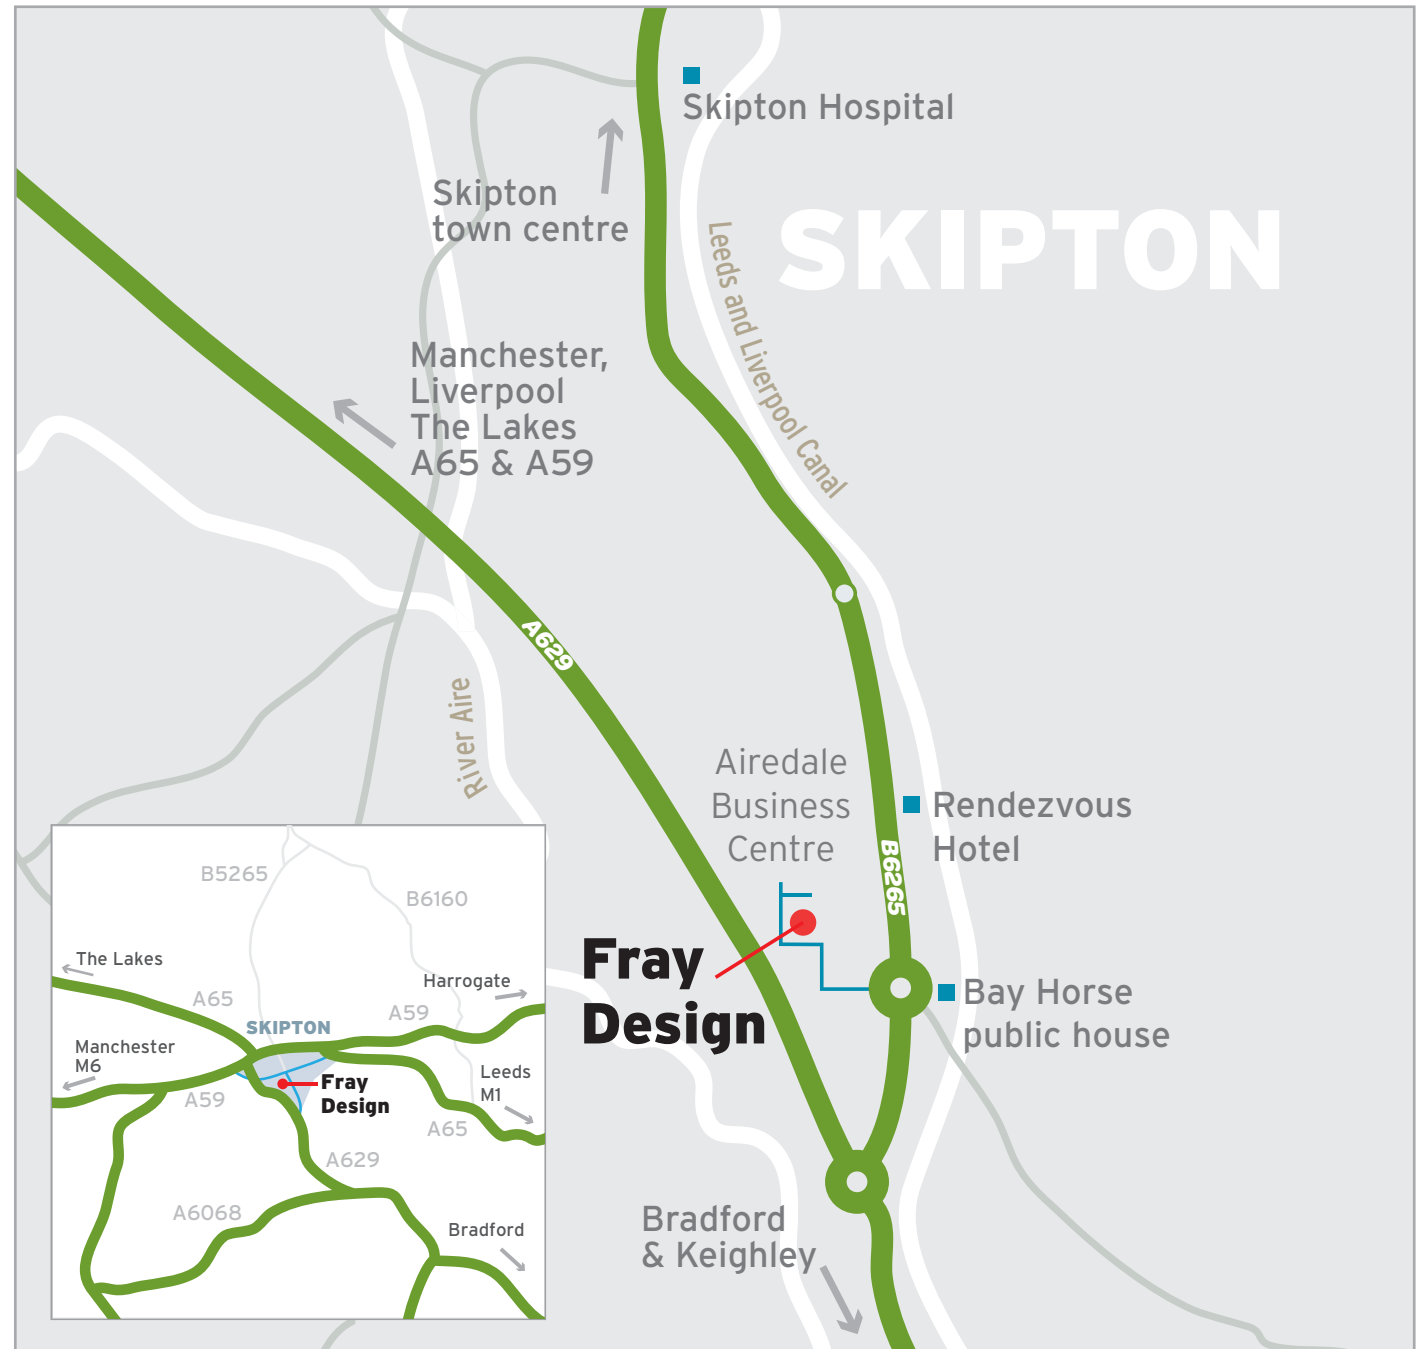 Skipton Hospital
Skipton
town centre
SKIPTON
Leeds and Liverpool Canal
Manchester,
Liverpool
The Lakes
A65 & A59
A629
River Aire
Airedale
Business
Centre
Rendezvous
Hotel
B6265
Fray
Design
Bay Horse
public house
Bradford
& Keighley
B5265
B6160
The Lakes
Harrogate
A65
A59
SKIPTON
Manchester
M6
Leeds
M1
Fray
Design
A59
A65
A629
A6068
Bradford